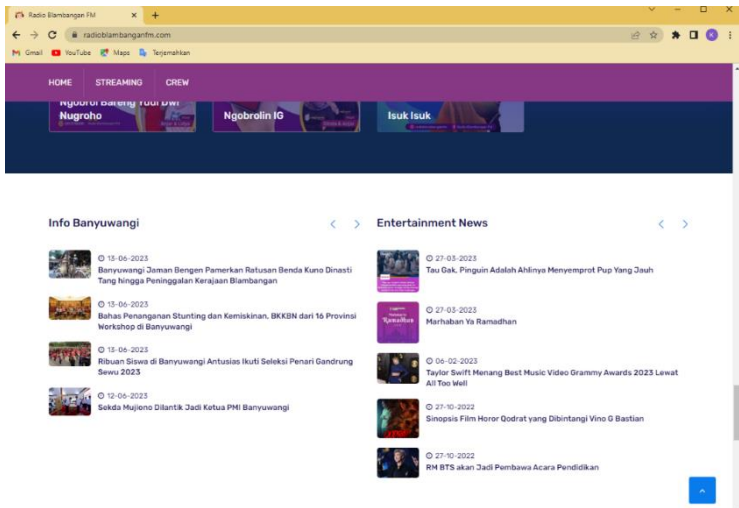 Radio Blambangan FM
radioblambanganfm.com
Gmail YouTube Maps Terjemahkan
HOME STREAMING CREW
Ngobrol Bareng Yudi Dwi
Nugroho
Ngobrolin IG
Isuk Isuk
Info Banyuwangi
13-06-2023
Banyuwangi Jaman Bengen Pamerkan Ratusan Benda Kuno Dinasti
Tang hingga Peninggalan Kerajaan Blambangan
13-06-2023
Bahas Penanganan Stunting dan Kemiskinan, BKKBN dari 16 Provinsi
Workshop di Banyuwangi
13-06-2023
Ribuan Siswa di Banyuwangi Antusias Ikuti Seleksi Penari Gandrung
Sewu 2023
12-06-2023
Sekda Mujiono Dilantik Jadi Ketua PMI Banyuwangi
Entertainment News
27-03-2023
Tau Gak, Pinguin Adalah Ahlinya Menyemprot Pup Yang Jauh
27-03-2023
Marhaban Ya Ramadhan
Ramadhan
06-02-2023
Taylor Swift Menang Best Music Video Grammy Awards 2023 Lewat
All Too Well
27-10-2022
Sinopsis Film Horor Qodrat yang Dibintangi Vino G Bastian
27-10-2022
RM BTS akan Jadi Pembawa Acara Pendidikan